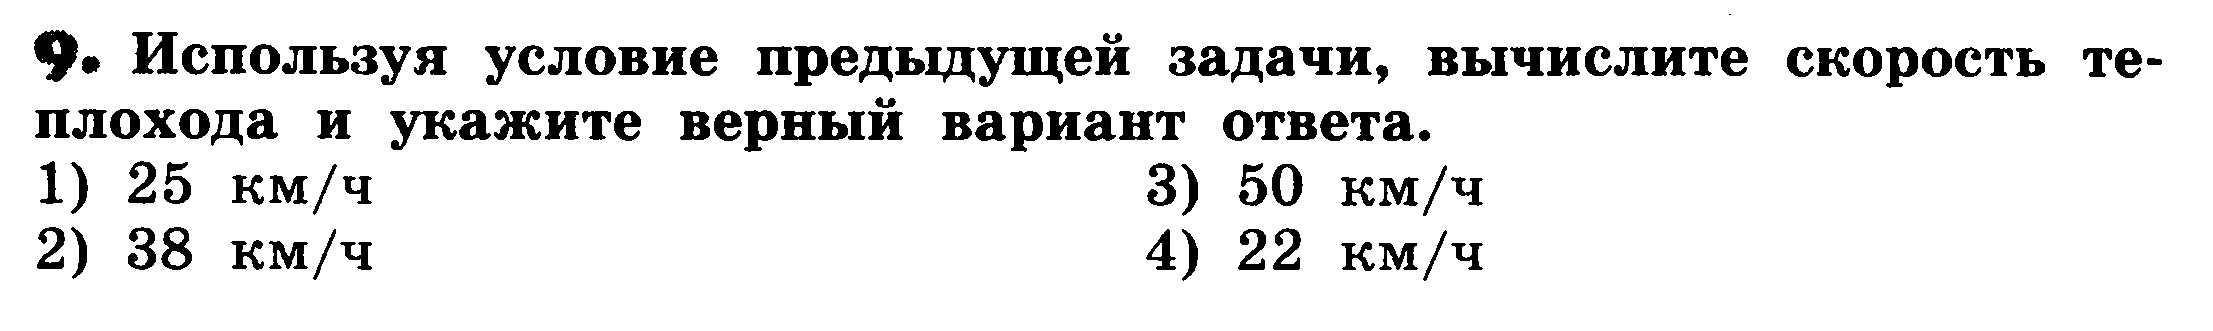 9. Используя условие предыдущей задачи, вычислите скорость те-
плохода и укажите верный вариант ответа.
1) 25 км/ч 3) 50 км/ч
2) 38 км/ч 4) 22 км/ч